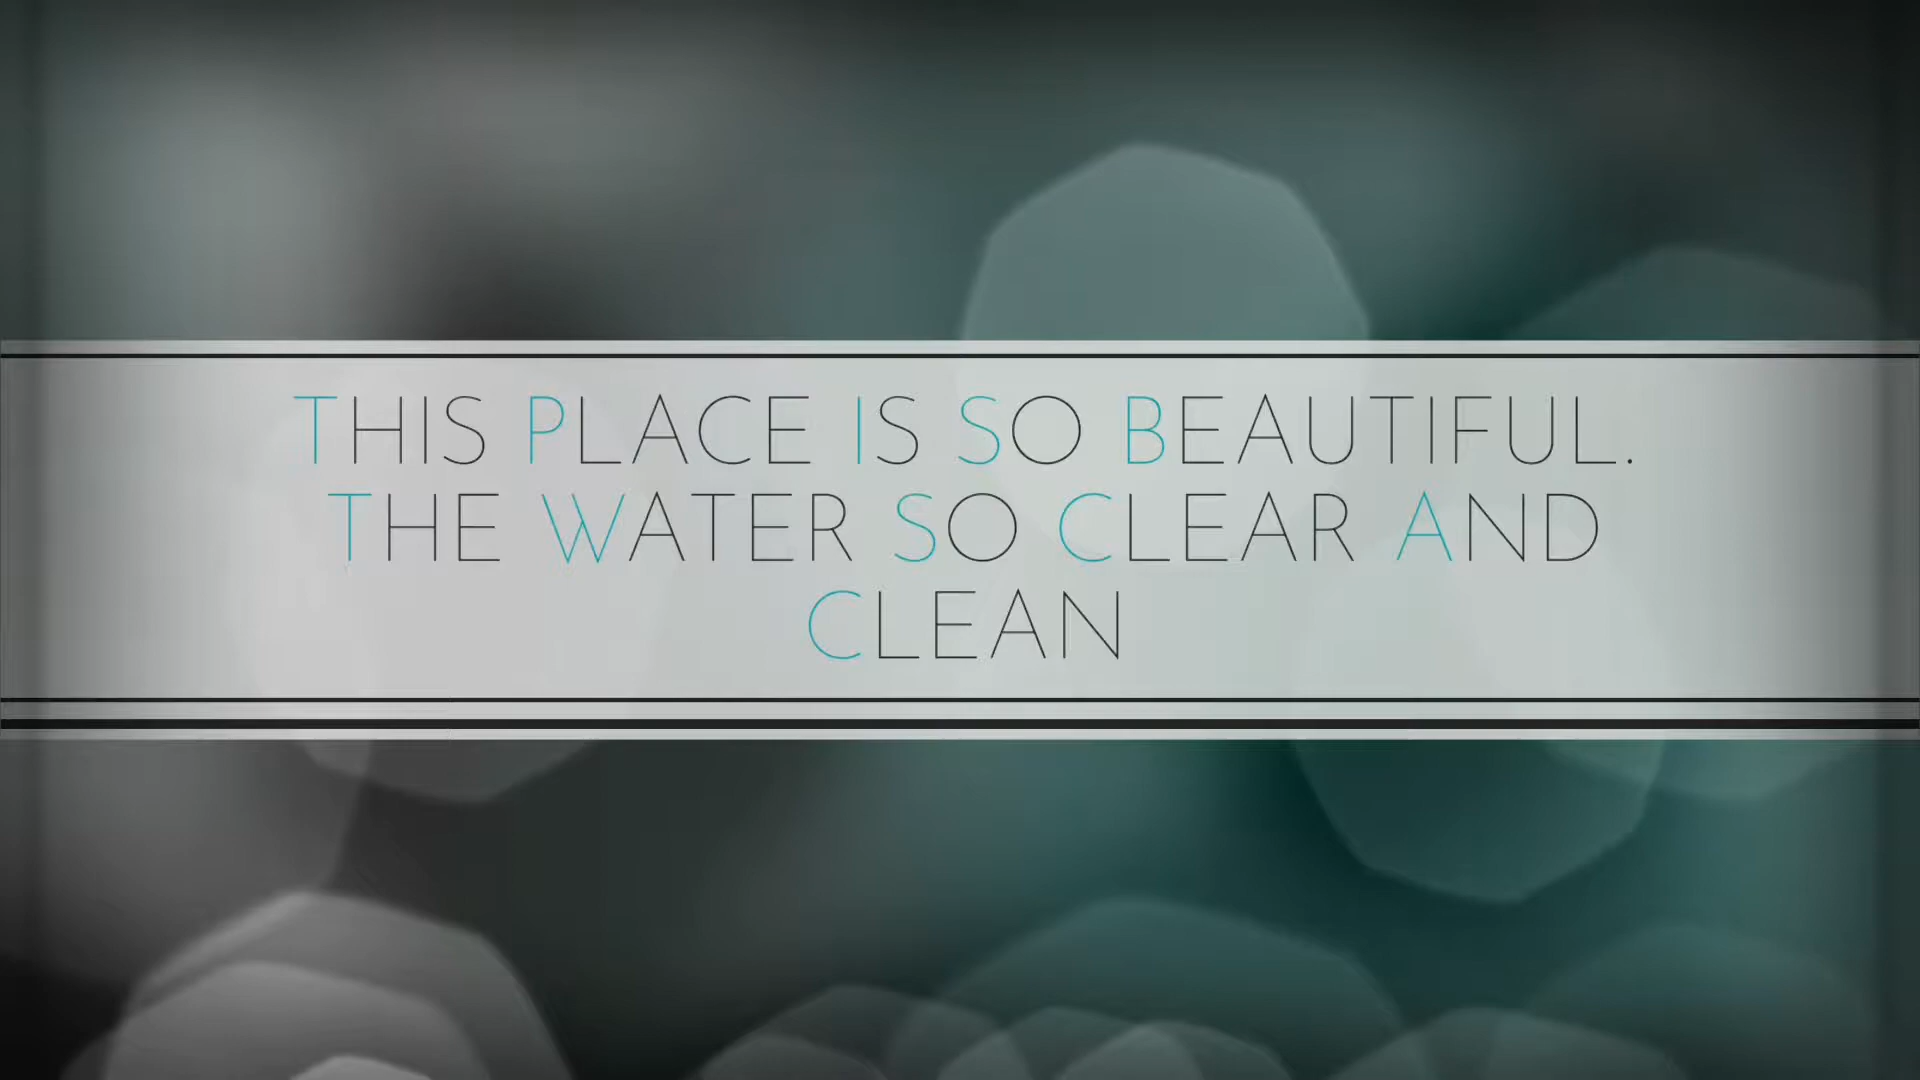 THIS PLACE IS SO BEAUTIFUL.
THE WATER SO CLEAR AND
CLEAN